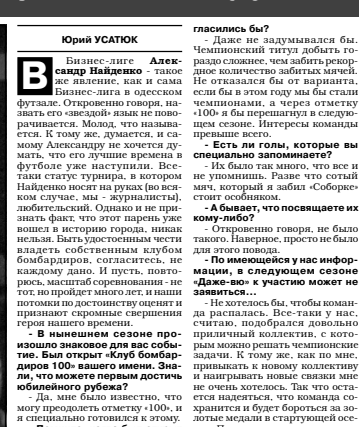 Юрий УСАТЮК
В Бизнес-лиге Алек-
сандр Найденко - такое
же явление, как и сама
Бизнес-лига в одесском
футзале. Откровенно говоря, на-
звать его «звездой» язык не пово-
рачивается. Молод, что называ-
ется. К тому же, думается, и са-
мому Александру не хочется ду-
мать, что его лучшие времена в
футболе уже наступили. Все-
таки статус турнира, в котором
Найденко носят на руках (во вся-
ком случае, мы - журналисты),
любительский. Однако и не при-
знать факт, что этот парень уже
вошел в историю города, никак
нельзя. Быть удостоенным чести
владеть собственным клубом
бомбардиров, согласитесь, не
каждому дано. И пусть, повто-
рюсь, масштаб соревнования - не
тот, но пройдет много лет, и наши
потомки по достоинству оценят и
признают скромные свершения
героя нашего времени.
- В нынешнем сезоне про-
изошло знаковое для вас собы-
тие. Был открыт «Клуб бомбар-
диров 100» вашего имени. Зна-
ли, что можете первым достичь
юбилейного рубежа?
- Да, мне было известно, что
могу преодолеть отметку «100», и
я специально готовился к этому.
гласились бы?
- Даже не задумывался бы.
Чемпионский титул добыть го-
раздо сложнее, чем забить рекорд-
ное количество забитых мячей.
Не отказался бы от варианта,
если бы в этом году мы бы стали
чемпионами, а через отметку
«100» я бы перешагнул в следую-
щем сезоне. Интересы команды
превыше всего.
- Есть ли голы, которые вы
специально запоминаете?
- Их было так много, что все и
не упомнишь. Разве что сотый
мяч, который я забил «Соборке»
стоит особняком.
- А бывает, что посвящаете их
кому-либо?
- Откровенно говоря, не было
такого. Наверное, просто не было
для этого повода.
- По имеющейся у нас инфор-
мации, в следующем сезоне
«Даже-вю» к участию может не
заявиться...
- Не хотелось бы, чтобы коман-
да распалась. Все-таки у нас,
считаю, подобрался довольно
приличный коллектив, с кото-
рым можно решать чемпионские
задачи. К тому же, как по мне,
привыкать к новому коллективу
и наигрывать новые связки мне
не очень хотелось. Так что оста-
ется надеяться, что команда со-
хранится и будет бороться за зо-
лотые медали в стартующей осе-